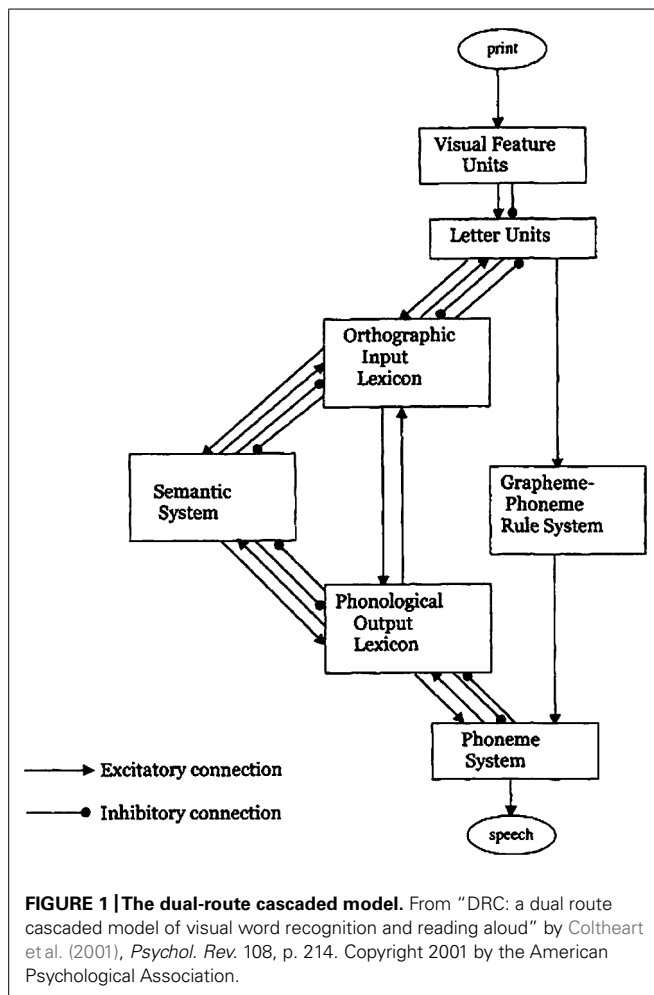 print
Visual Feature
Units
Letter Units
Orthographic
Input
Lexicon
Semantic
System
Grapheme-
Phoneme
Rule System
Phonological
Output
Lexicon
Phoneme
System
Excitatory connection
Inhibitory connection
speech
FIGURE 1 | The dual-route cascaded model. From “DRC: a dual route
cascaded model of visual word recognition and reading aloud” by Coltheart
et al. (2001), Psychol. Rev. 108, p. 214. Copyright 2001 by the American
Psychological Association.